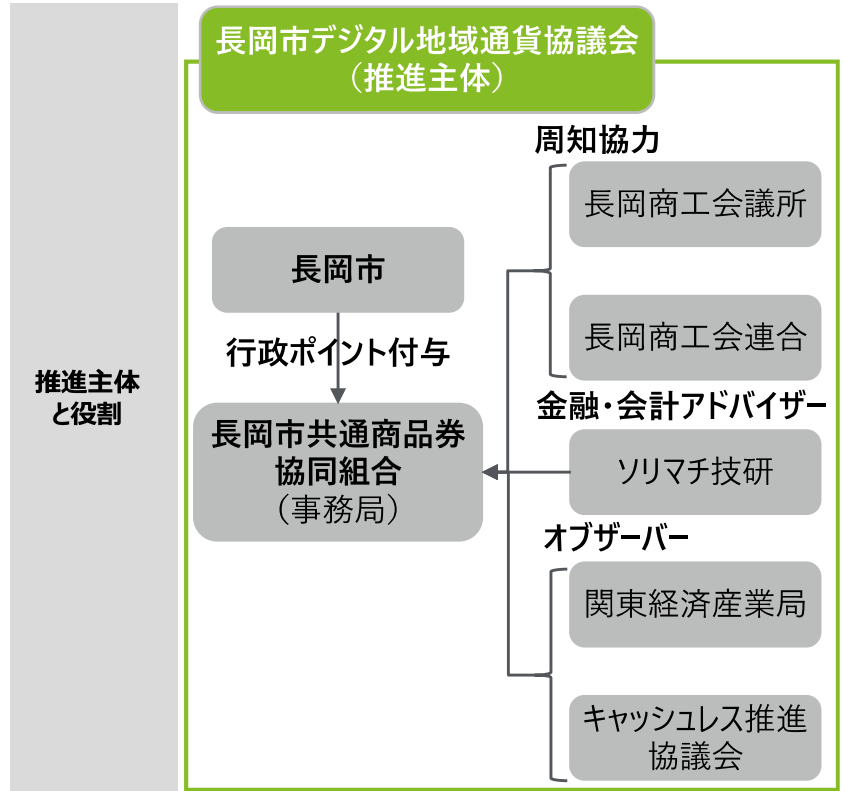 推進主体
と役割
長岡市デジタル地域通貨協議会
（推進主体）
長岡市
行政ポイント付与
長岡市共通商品券
協同組合
（事務局）
周知協力
長岡商工会議所
長岡商工会連合
金融・会計アドバイザー
ソリマチ技研
オブザーバー
関東経済産業局
キャッシュレス推進
協議会